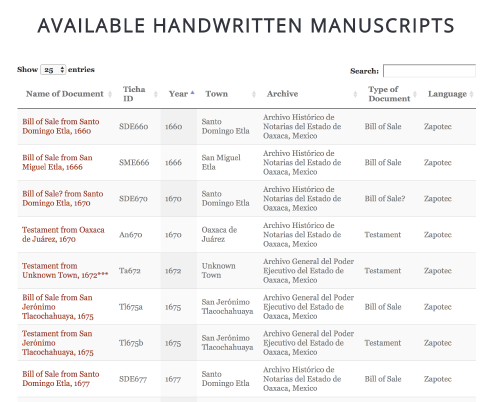 AVAILABLE HANDWRITTEN MANUSCRIPTS
Show 25 entries
Search:
Name of Document Ticha ID Year Town Archive Type of Document Language
Bill of Sale from Santo Domingo Etla, 1660 SDE660 1660 Santo Domingo Etla Archivo Histórico de Notarias del Estado de Oaxaca, Mexico Bill of Sale Zapotec
Bill of Sale from San Miguel Etla, 1666 SME666 1666 San Miguel Etla Archivo Histórico de Notarias del Estado de Oaxaca, Mexico Bill of Sale Zapotec
Bill of Sale? from Santo Domingo Etla, 1670 SDE670 1670 Santo Domingo Etla Archivo Histórico de Notarias del Estado de Oaxaca, Mexico Bill of Sale? Zapotec
Testament from Oaxaca de Juárez, 1670 An670 1670 Oaxaca de Juárez Archivo Histórico de Notarias del Estado de Oaxaca, Mexico Testament Zapotec
Testament from Unknown Town, 1672*** Ta672 1672 Unknown Town Archivo General del Poder Ejecutivo del Estado de Oaxaca, Mexico Testament Zapotec
Bill of Sale from San Jerónimo Tlacochahuaya, 1675 Tl675a 1675 San Jerónimo Tlacochahuaya Archivo General del Poder Ejecutivo del Estado de Oaxaca, Mexico Bill of Sale Zapotec
Testament from San Jerónimo Tlacochahuaya, 1675 Tl675b 1675 San Jerónimo Tlacochahuaya Archivo General del Poder Ejecutivo del Estado de Oaxaca, Mexico Testament Zapotec
Bill of Sale from Santo Domingo Etla, 1677 SDE677 1677 Santo Domingo Etla Archivo Histórico de Notarias del Estado de Oaxaca, Mexico Bill of Sale Zapotec